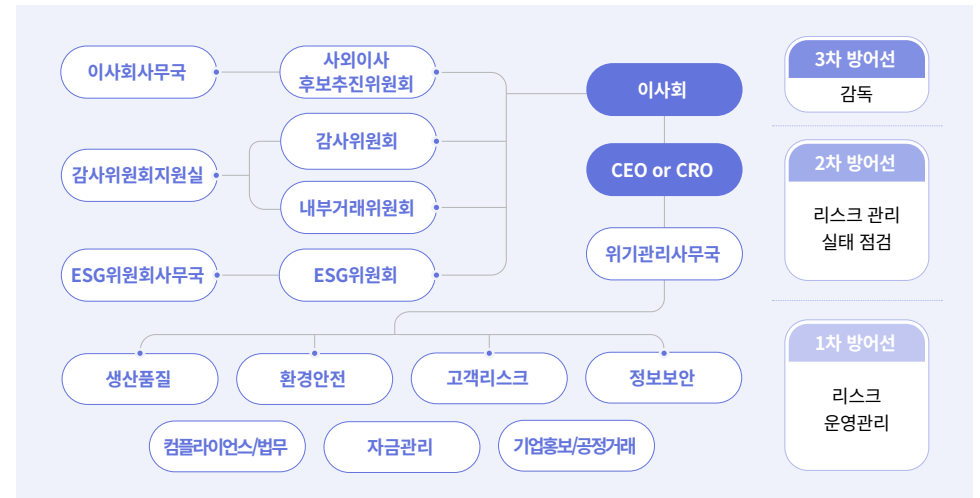 이사회사무국
사외이사
후보추진위원회
이사회
3차 방어선
감독
감사위원회
감사위원회지원실
내부거래위원회
CEO or CRO
2차 방어선
리스크 관리
실태 점검
ESG위원회사무국
ESG위원회
위기관리사무국
1차 방어선
리스크
운영관리
생산품질
환경안전
고객리스크
정보보안
컴플라이언스/법무
자금관리
기업홍보/공정거래